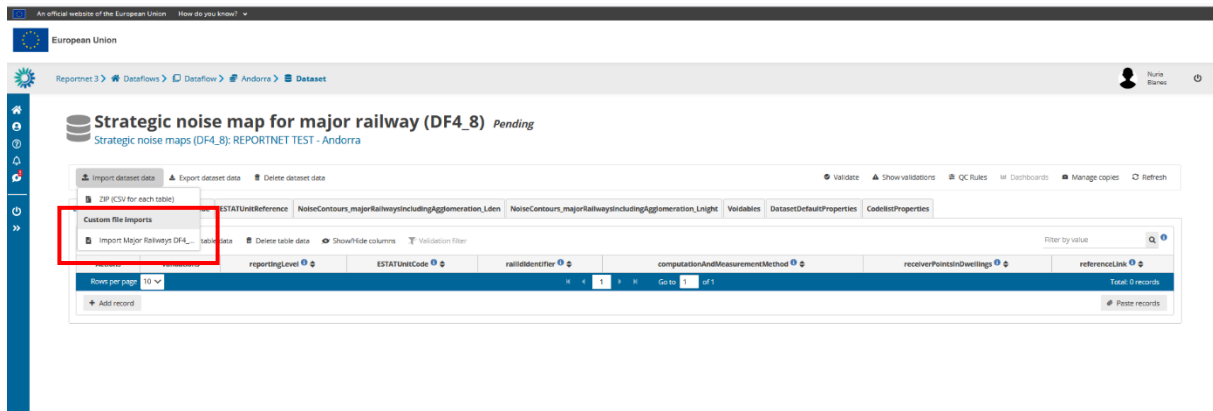 An official website of the European Union How do you know?
European Union
Reportnet 3 > Dataflows > Dataflow > Andorra > Dataset
Nuria
Blanes
Strategic noise map for major railway (DF4_8) Pending
Strategic noise maps (DF4_8): REPORTNET TEST - Andorra
Import dataset data Export dataset data Delete dataset data Validate Show validations QC Rules Dashboards Manage copies Refresh
ZIP (CSV for each table)
ESTATUnitReference NoiseContours_majorRailwaysIncludingAgglomeration_Lden NoiseContours_majorRailwaysIncludingAgglomeration_Lnight Voidables DatasetDefaultProperties CodelistProperties
Custom file imports
Import Major Railways DF4_... table data Delete table data Show/Hide columns Validation filter Filter by value
reportingLevel ESTATUnitCode railIdIdentifier computationAndMeasurementMethod receiverPointsInDwellings referenceLink
Rows per page 10 1 Go to 1 of 1 Total: 0 records
+ Add record Paste records